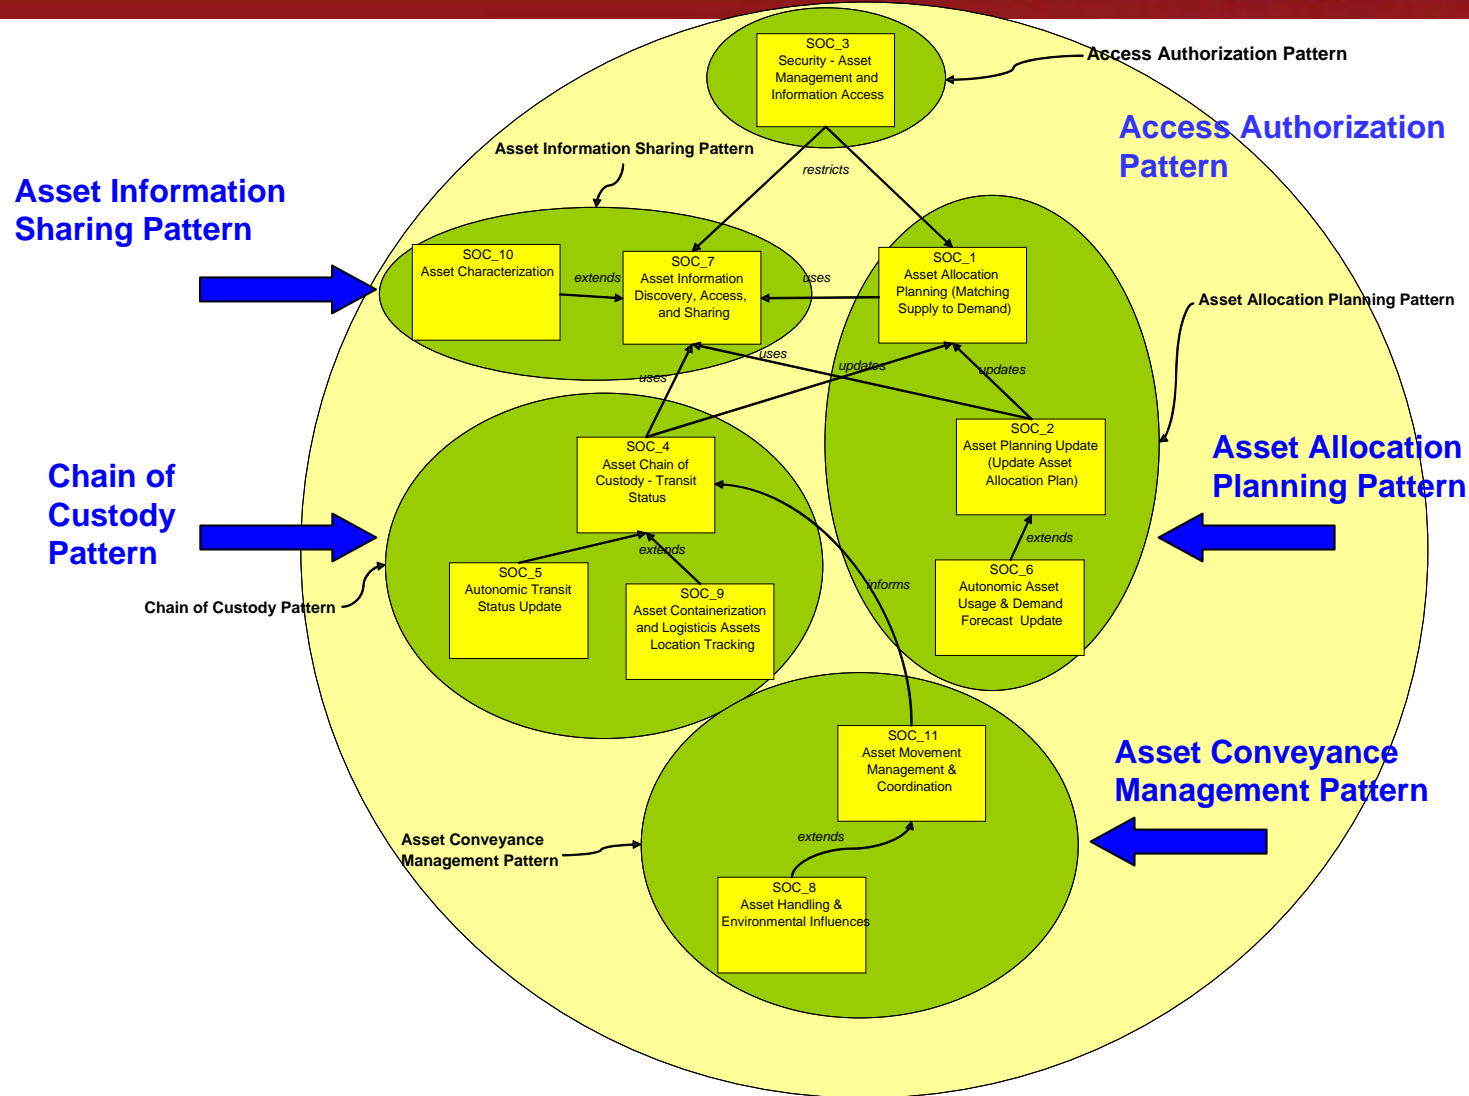 SOC_3
Security - Asset
Management and
Information Access
Access Authorization Pattern
Access Authorization
Pattern
Asset Information Sharing Pattern
restricts
Asset Information
Sharing Pattern
SOC_10
Asset Characterization
extends
SOC_7
Asset Information
Discovery, Access,
and Sharing
uses
SOC_1
Asset Allocation
Planning (Matching
Supply to Demand)
Asset Allocation Planning Pattern
uses
uses
updates
updates
SOC_4
Asset Chain of
Custody - Transit
Status
SOC_2
Asset Planning Update
(Update Asset
Allocation Plan)
Asset Allocation
Planning Pattern
Chain of
Custody
Pattern
extends
extends
SOC_5
Autonomic Transit
Status Update
SOC_9
Asset Containerization
and Logisticis Assets
Location Tracking
informs
SOC_6
Autonomic Asset
Usage & Demand
Forecast Update
Chain of Custody Pattern
SOC_11
Asset Movement
Management &
Coordination
Asset Conveyance
Management Pattern
Asset Conveyance
Management Pattern
extends
SOC_8
Asset Handling &
Environmental Influences